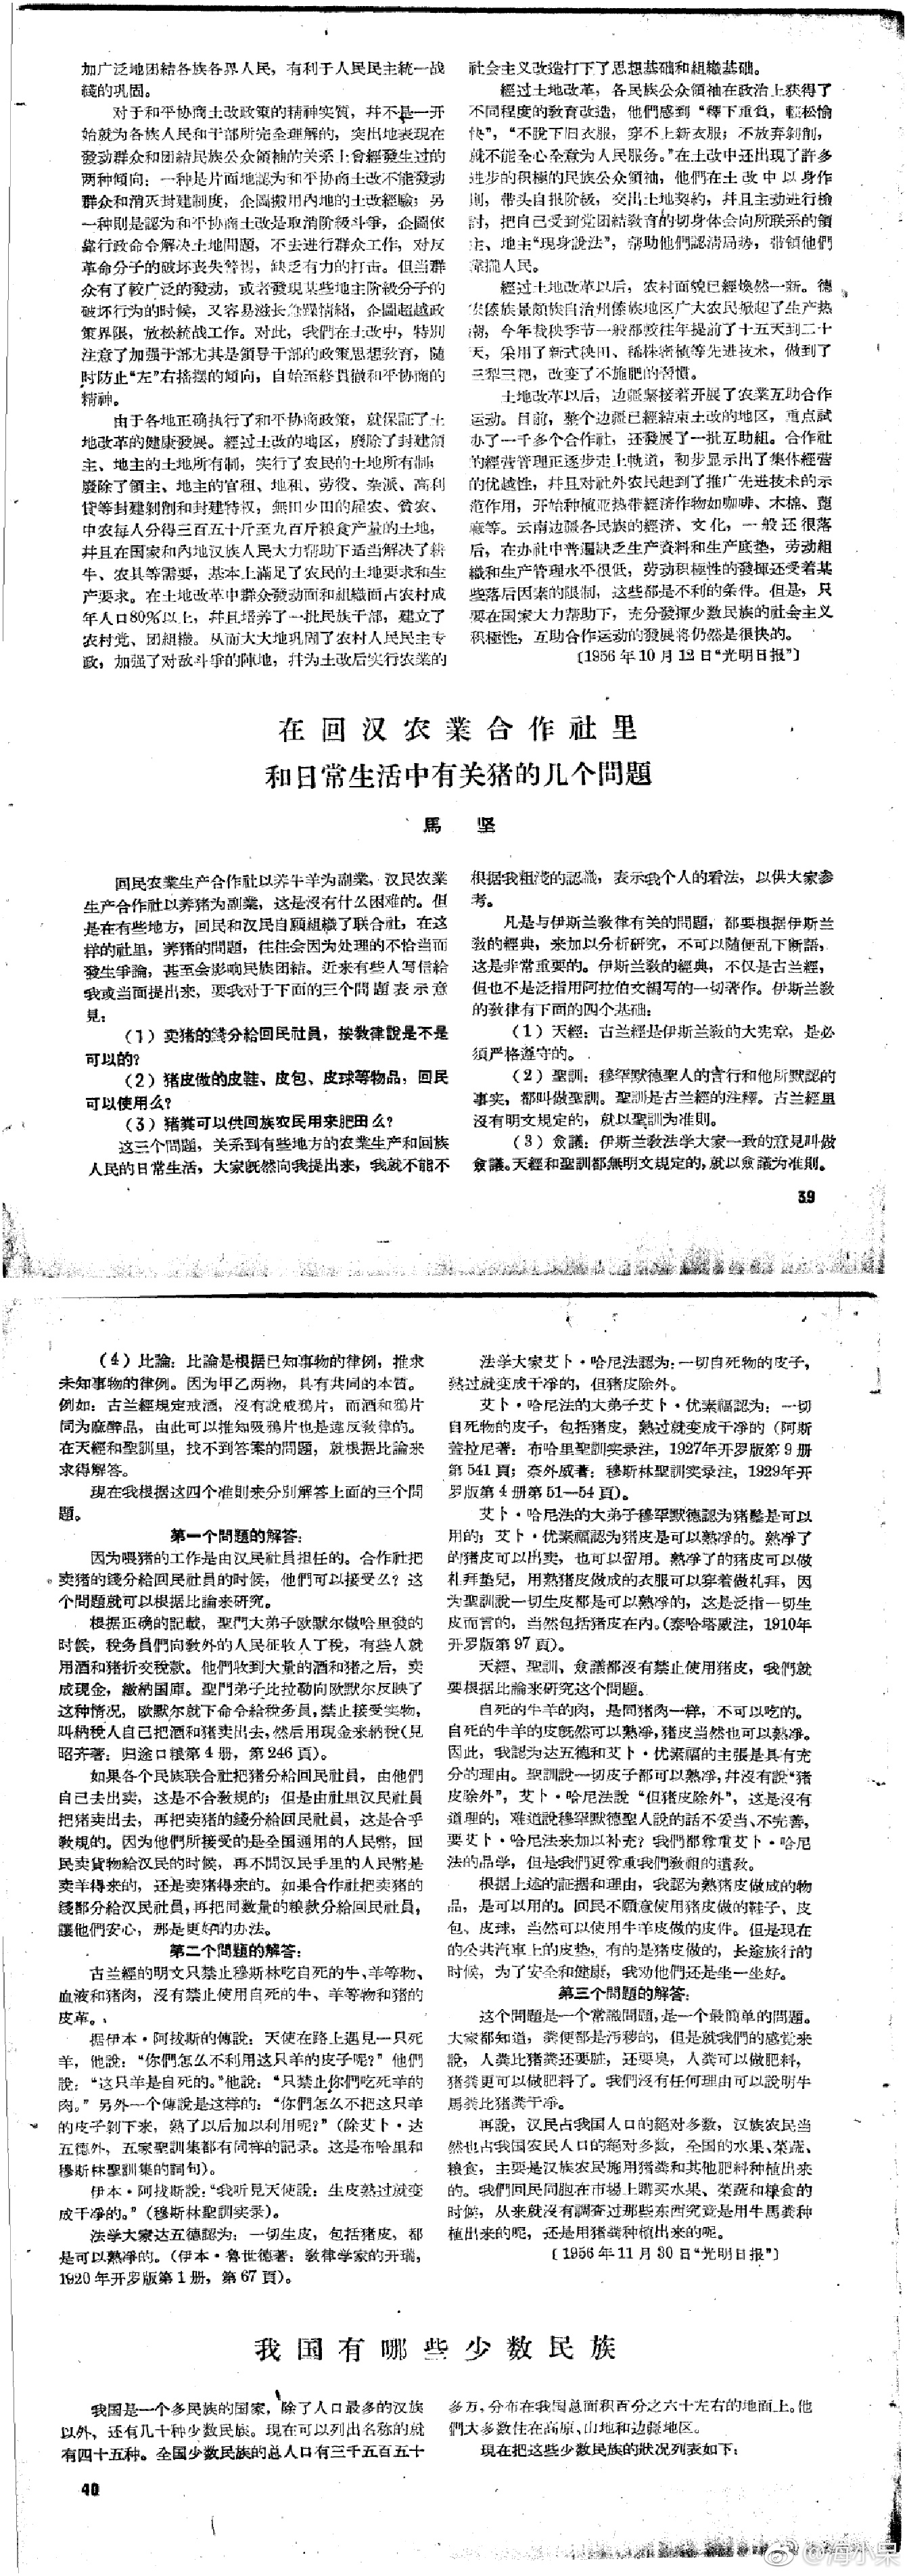 加广泛地团結各族各界人民，有利于人民民主統一战
綫的巩固。
对于和平协商土改政策的精神实質，幷不是一开
始就为各族人民和干部所完全理解的，突出地表現在
發动群众和团結民族公众領袖的关系上曾經發生过的
两种傾向：一种是片面地認为和平协商土改不能發动
群众和消灭封建制度，企圖搬用內地的土改經驗；另
一种則是認为和平协商土改是取消阶級斗爭，企圖依
靠行政命令解决土地問題，不去进行群众工作，对反
革命分子的破坏丧失警惕，缺乏有力的打击。但当群
众有了較广泛的發动，或者發現某些地主阶級分子的
破坏行为的时候，又容易滋长急躁情緒，企圖超越政
策界限，放松統战工作。对此，我們在土改中，特別
注意了加强干部尤其是領导干部的政策思想敎育，随
时防止“左”右搖摆的傾向，自始至終貫徹和平协商的
精神。
由于各地正确执行了和平协商政策，就保証了土
地改革的健康發展。經过土改的地区，廢除了封建領
主、地主的土地所有制，实行了农民的土地所有制；
廢除了領主、地主的官租、地租、劳役、杂派、高利
貸等封建剝削和封建特权，無田少田的雇农、貧农、
中农每人分得三百五十斤至九百斤粮食产量的土地，
幷且在国家和內地汉族人民大力帮助下适当解决了耕
牛、农具等需要，基本上滿足了农民的土地要求和生
产要求。在土地改革中群众發动面和組織面占农村成
年人口80%以上，幷且培养了一批民族干部，建立了
农村党、团組織。从而大大地巩固了农村人民民主专
政，加强了对敌斗爭的陣地，幷为土改后实行农業的
社会主义改造打下了思想基础和組織基础。
經过土地改革，各民族公众領袖在政治上获得了
不同程度的敎育改造，他們感到“釋下重負，輕松愉
快”，“不脫下旧衣服，穿不上新衣服；不放弃剝削，
就不能全心全意为人民服务。”在土改中还出現了許多
进步的积極的民族公众領袖，他們在土改中以身作
則，带头自报阶級，交出土地契約，幷且主动进行檢
討，把自己受到党团結敎育的切身体会向所联系的領
主、地主“現身說法”，帮助他們認清局势，带領他們
靠攏人民。
經过土地改革以后，农村面貌已經煥然一新。德
宏傣族景頗族自治州傣族地区广大农民掀起了生产热
潮，今年栽秧季节一般都較往年提前了十五天到二十
天，采用了新式秧田、稀株密植等先进技术，做到了
三犁三耙，改变了不施肥的習慣。
土地改革以后，边疆緊接着开展了农業互助合作
运动。目前，整个边疆已經結束土改的地区，重点試
办了一千多个合作社，还發展了一批互助組。合作社
的經营管理正逐步走上軌道，初步显示出了集体經营
的优越性，幷且对社外农民起到了推广先进技术的示
范作用，开始种植亚热带經济作物如咖啡、木棉、蓖
蔴等。云南边疆各民族的經济、文化，一般还很落
后，在办社中普遍缺乏生产資料和生产底垫，劳动組
織和生产管理水平很低，劳动积極性的發揮还受着某
些落后因素的限制，这些都是不利的条件。但是，只
要在国家大力帮助下，充分發揮少数民族的社会主义
积極性，互助合作运动的發展将仍然是很快的。
〔1956年10月12日“光明日报”〕
在回汉农業合作社里
和日常生活中有关猪的几个問題
馬　坚
回民农業生产合作社以养牛羊为副業，汉民农業
生产合作社以养猪为副業，这是沒有什么困难的。但
是在有些地方，回民和汉民自願組織了联合社，在这
样的社里，养猪的問題，往往会因为处理的不恰当而
發生爭論，甚至会影响民族团結。近来有些人写信給
我或当面提出来，要我对于下面的三个問題表示意
見：
（1）卖猪的錢分給回民社員，按敎律說是不是
可以的？
（2）猪皮做的皮鞋、皮包、皮球等物品，回民
可以使用么？
（3）猪糞可以供回族农民用来肥田么？
这三个問題，关系到有些地方的农業生产和回族
人民的日常生活，大家旣然向我提出来，我就不能不
根据我粗淺的認識，表示我个人的看法，以供大家参
考。
凡是与伊斯兰敎律有关的問題，都要根据伊斯兰
敎的經典，来加以分析研究，不可以随便乱下断語，
这是非常重要的。伊斯兰敎的經典，不仅是古兰經，
但也不是泛指用阿拉伯文編写的一切著作。伊斯兰敎
的敎律有下面的四个基础：
（1）天經：古兰經是伊斯兰敎的大宪章，是必
須严格遵守的。
（2）聖訓：穆罕默德聖人的言行和他所默認的
事实，都叫做聖訓。聖訓是古兰經的注釋。古兰經里
沒有明文規定的，就以聖訓为准則。
（3）僉議：伊斯兰敎法学大家一致的意見叫做
僉議。天經和聖訓都無明文規定的，就以僉議为准則。
39
（4）比論：比論是根据已知事物的律例，推求
未知事物的律例。因为甲乙两物，具有共同的本質。
例如：古兰經規定戒酒，沒有說戒鴉片，而酒和鴉片
同为麻醉品，由此可以推知吸鴉片也是違反敎律的。
在天經和聖訓里，找不到答案的問題，就根据比論来
求得解答。
現在我根据这四个准則来分別解答上面的三个問
題。
第一个問題的解答：
因为喂猪的工作是由汉民社員担任的。合作社把
卖猪的錢分給回民社員的时候，他們可以接受么？这
个問題就可以根据比論来研究。
根据正确的記載，聖門大弟子欧默尔做哈里發的
时候，稅务員們向敎外的人民征收人丁稅，有些人就
用酒和猪折交稅款。他們收到大量的酒和猪之后，卖
成現金，繳納国庫。聖門弟子比拉勒向欧默尔反映了
这种情况，欧默尔就下命令給稅务員，禁止接受实物，
叫納稅人自己把酒和猪卖出去，然后用現金来納稅（見
昭齐著：归途口粮第4册，第246頁）。
如果各个民族联合社把猪分給回民社員，由他們
自己去出卖，这是不合敎規的；但是由社里汉民社員
把猪卖出去，再把卖猪的錢分給回民社員，这是合乎
敎規的。因为他們所接受的是全国通用的人民幣，回
民卖貨物給汉民的时候，再不問汉民手里的人民幣是
卖羊得来的，还是卖猪得来的。如果合作社把卖猪的
錢都分給汉民社員，再把同数量的粮款分給回民社員，
讓他們安心，那是更好的办法。
第二个問題的解答：
古兰經的明文只禁止穆斯林吃自死的牛、羊等物、
血液和猪肉，沒有禁止使用自死的牛、羊等物和猪的
皮革。
据伊本·阿拔斯的傳說：天使在路上遇見一只死
羊，他說：“你們怎么不利用这只羊的皮子呢？”他們
說：“这只羊是自死的。”他說：“只禁止你們吃死羊的
肉。”另外一个傳說是这样的：“你們怎么不把这只羊
的皮子剝下来，熟了以后加以利用呢？”（除艾卜·达
五德外，五家聖訓集都有同样的記录。这是布哈里和
穆斯林聖訓集的詞句）。
伊本·阿拔斯說：“我听見天使說：生皮熟过就变
成干净的。”（穆斯林聖訓实录）。
法学大家达五德認为：一切生皮，包括猪皮，都
是可以熟凈的。（伊本·魯世德著：敎律学家的开端，
1920年开罗版第1册，第67頁）。
法学大家艾卜·哈尼法認为：一切自死物的皮子，
熟过就变成干净的，但猪皮除外。
艾卜·哈尼法的大弟子艾卜·优素福認为：一切
自死物的皮子，包括猪皮，熟过就变成干净的（阿斯
盖拉尼著：布哈里聖訓实录注，1927年开罗版第9册
第541頁；奈外威著：穆斯林聖訓实录注，1929年开
罗版第4册第51—54頁）。
艾卜·哈尼法的大弟子穆罕默德認为猪鬃是可以
用的；艾卜·优素福認为猪皮是可以熟凈的。熟凈了
的猪皮可以出卖，也可以留用。熟凈了的猪皮可以做
礼拜垫兒，用熟猪皮做成的衣服可以穿着做礼拜，因
为聖訓說一切生皮都是可以熟凈的，这是泛指一切生
皮而言的，当然包括猪皮在內。（泰哈塔威注，1910年
开罗版第97頁）。
天經、聖訓、僉議都沒有禁止使用猪皮，我們就
要根据比論来研究这个問題。
自死的牛羊的肉，是同猪肉一样，不可以吃的。
自死的牛羊的皮旣然可以熟凈，猪皮当然也可以熟凈。
因此，我認为达五德和艾卜·优素福的主張是具有充
分的理由。聖訓說一切皮子都可以熟凈，幷沒有說“猪
皮除外”，艾卜·哈尼法說“但猪皮除外”，这是沒有
道理的，难道說穆罕默德聖人說的話不妥当、不完善，
要艾卜·哈尼法来加以补充？我們都尊重艾卜·哈尼
法的品学，但是我們更尊重我們敎祖的遺敎。
根据上述的証据和理由，我認为熟猪皮做成的物
品，是可以用的。回民不願意使用猪皮做的鞋子、皮
包、皮球，当然可以使用牛羊皮做的皮件。但是現在
的公共汽車上的皮垫，有的是猪皮做的，长途旅行的
时候，为了安全和健康，我劝他們还是坐一坐好。
第三个問題的解答：
这个問題是一个常識問題，是一个最簡单的問題。
大家都知道，糞便都是污秽的，但是就我們的感觉来
說，人糞比猪糞还要脏，还要臭，人糞可以做肥料，
猪糞更可以做肥料了。我們沒有任何理由可以說明牛
馬糞比猪糞干净。
再說，汉民占我国人口的絕对多数，汉族农民当
然也占我国农民人口的絕对多数，全国的水果、菜蔬、
粮食，主要是汉族农民施用猪糞和其他肥料种植出来
的。我們回民同胞在市場上購买水果、菜蔬和粮食的
时候，从来就沒有調查过那些东西究竟是用牛馬糞种
植出来的呢，还是用猪糞种植出来的呢。
〔1956年11月30日“光明日报”〕
我国有哪些少数民族
我国是一个多民族的国家，除了人口最多的汉族
以外，还有几十种少数民族。現在可以列出名称的就
有四十五种。全国少数民族的总人口有三千五百五十
多万，分布在我国总面积百分之六十左右的地面上。他
們大多数住在高原、山地和边疆地区。
現在把这些少数民族的狀况列表如下：
40
@海小呆